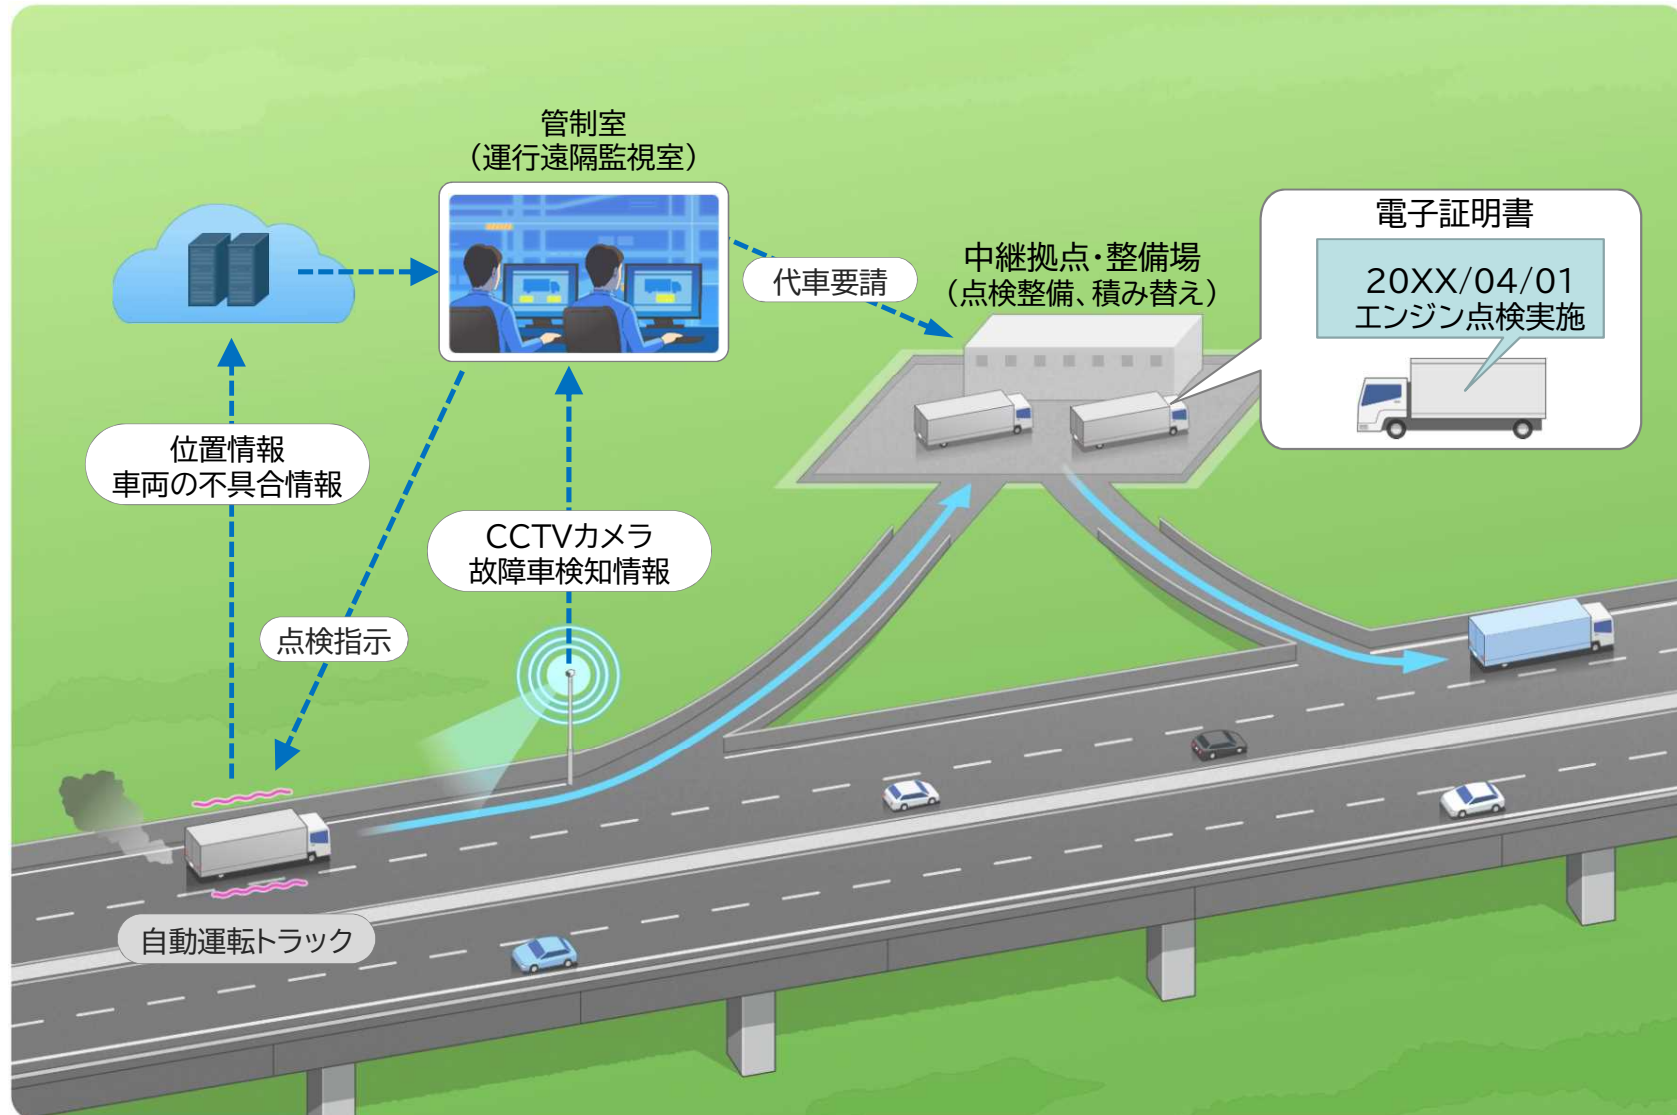 管制室
（運行遠隔監視室）
電子証明書
20XX/04/01
エンジン点検実施
中継拠点・整備場
（点検整備、積み替え）
代車要請
位置情報
車両の不具合情報
CCTVカメラ
故障車検知情報
点検指示
自動運転トラック